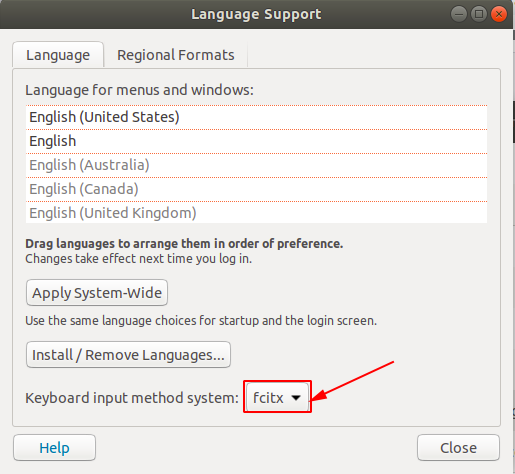 Language Support
Language
Regional Formats
Language for menus and windows:
English (United States)
English
English (Australia)
English (Canada)
English (United Kingdom)
Drag languages to arrange them in order of preference.
Changes take effect next time you log in.
Apply System-Wide
Use the same language choices for startup and the login screen.
Install / Remove Languages...
Keyboard input method system: fcitx
Help
Close